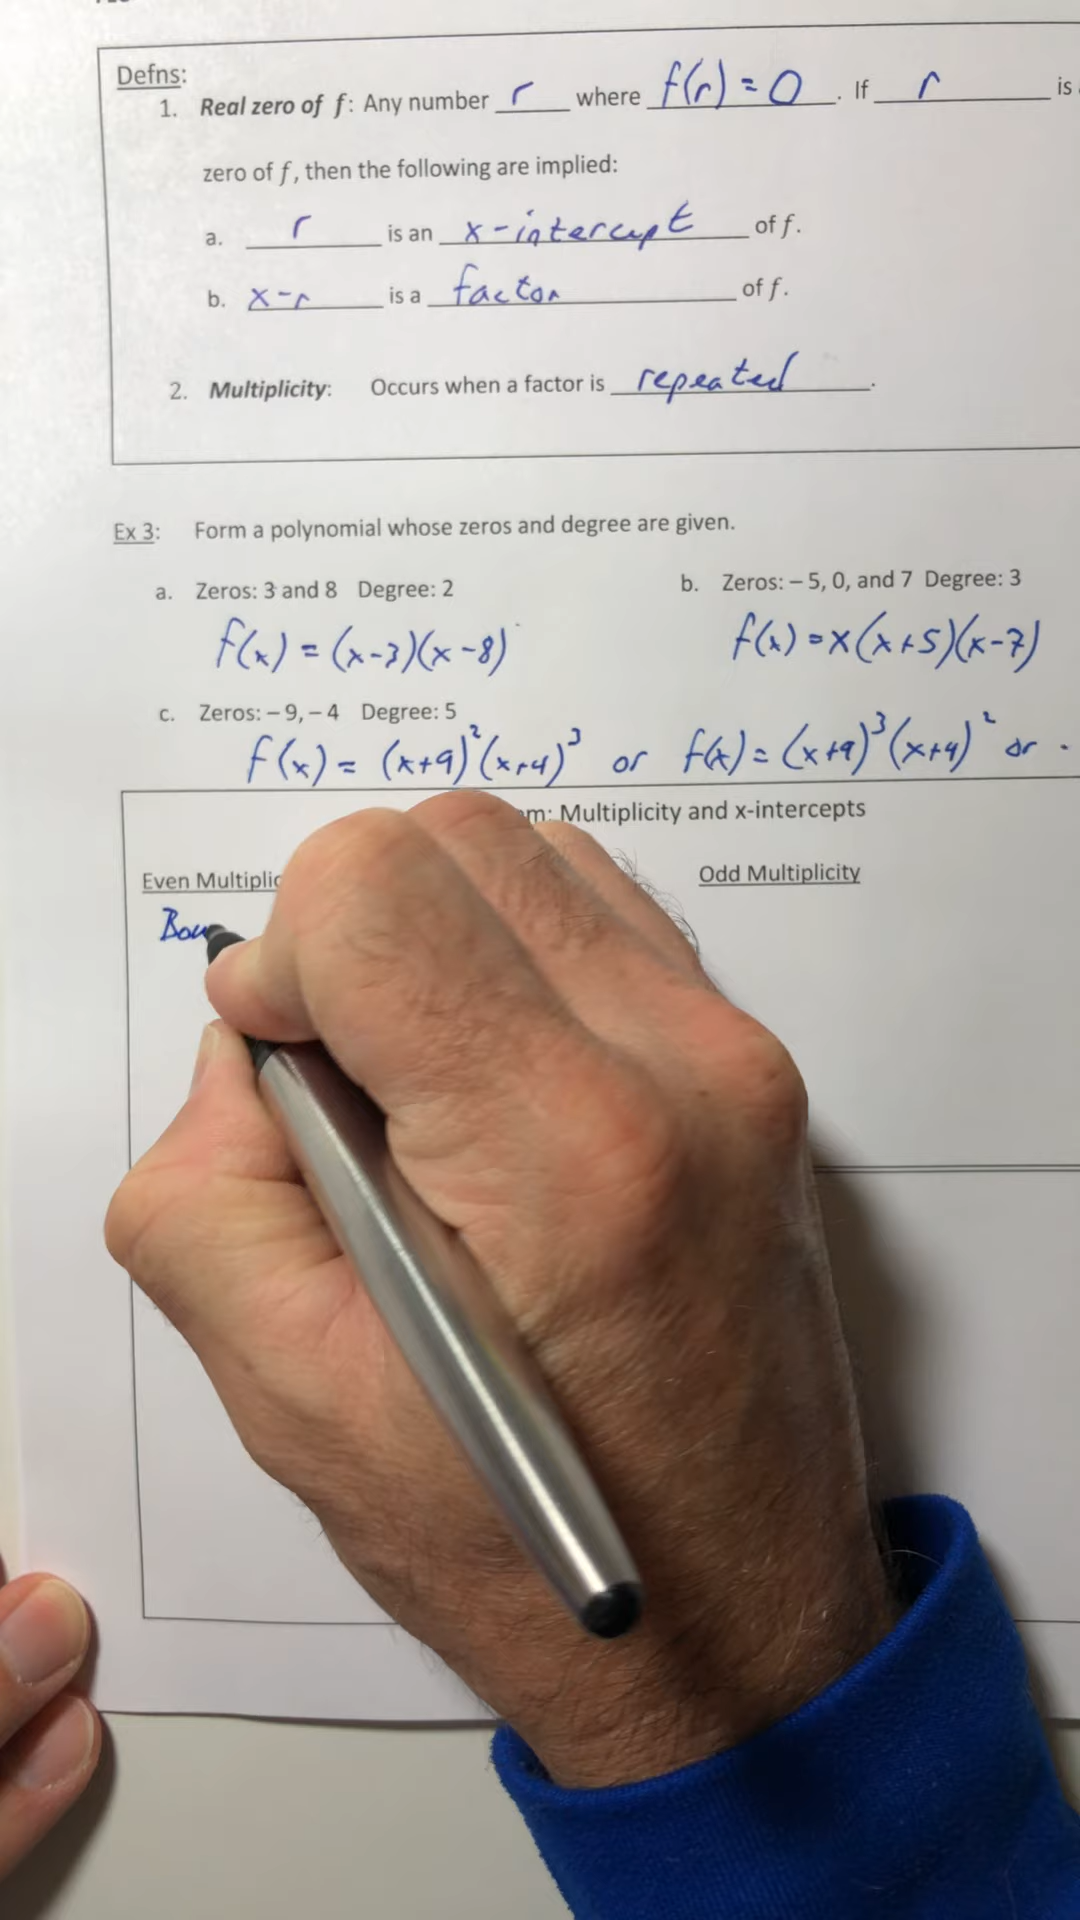 Defns:
1. Real zero of f: Any number r where f(r) = 0. If r is
zero of f, then the following are implied:
a. r is an x-intercept of f.
b. x-r is a factor of f.
2. Multiplicity: Occurs when a factor is repeated.
Ex 3: Form a polynomial whose zeros and degree are given.
a. Zeros: 3 and 8 Degree: 2
b. Zeros: – 5, 0, and 7 Degree: 3
f(x) = (x-3)(x-8)
f(x) = x(x+5)(x-7)
c. Zeros: – 9, – 4 Degree: 5
f(x) = (x+9)²(x+4)³ or f(x) = (x+9)³(x+4)² or .
Multiplicity and x-intercepts
Even
Odd Multiplicity